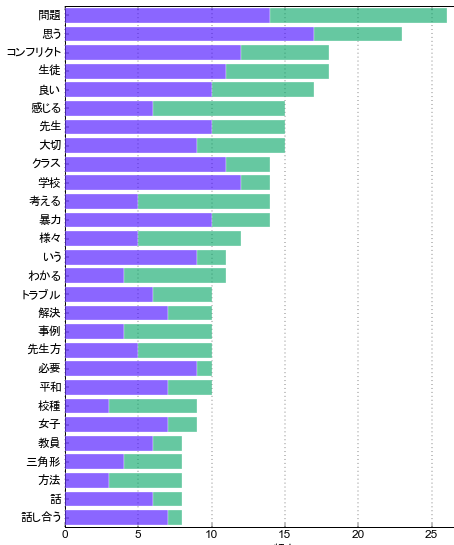 問題
思う
コンフリクト
生徒
良い
感じる
先生
大切
クラス
学校
考える
暴力
様々
いう
わかる
トラブル
解決
事例
先生方
必要
平和
校種
女子
教員
三角形
方法
話
話し合う
0 5 10 15 20 25